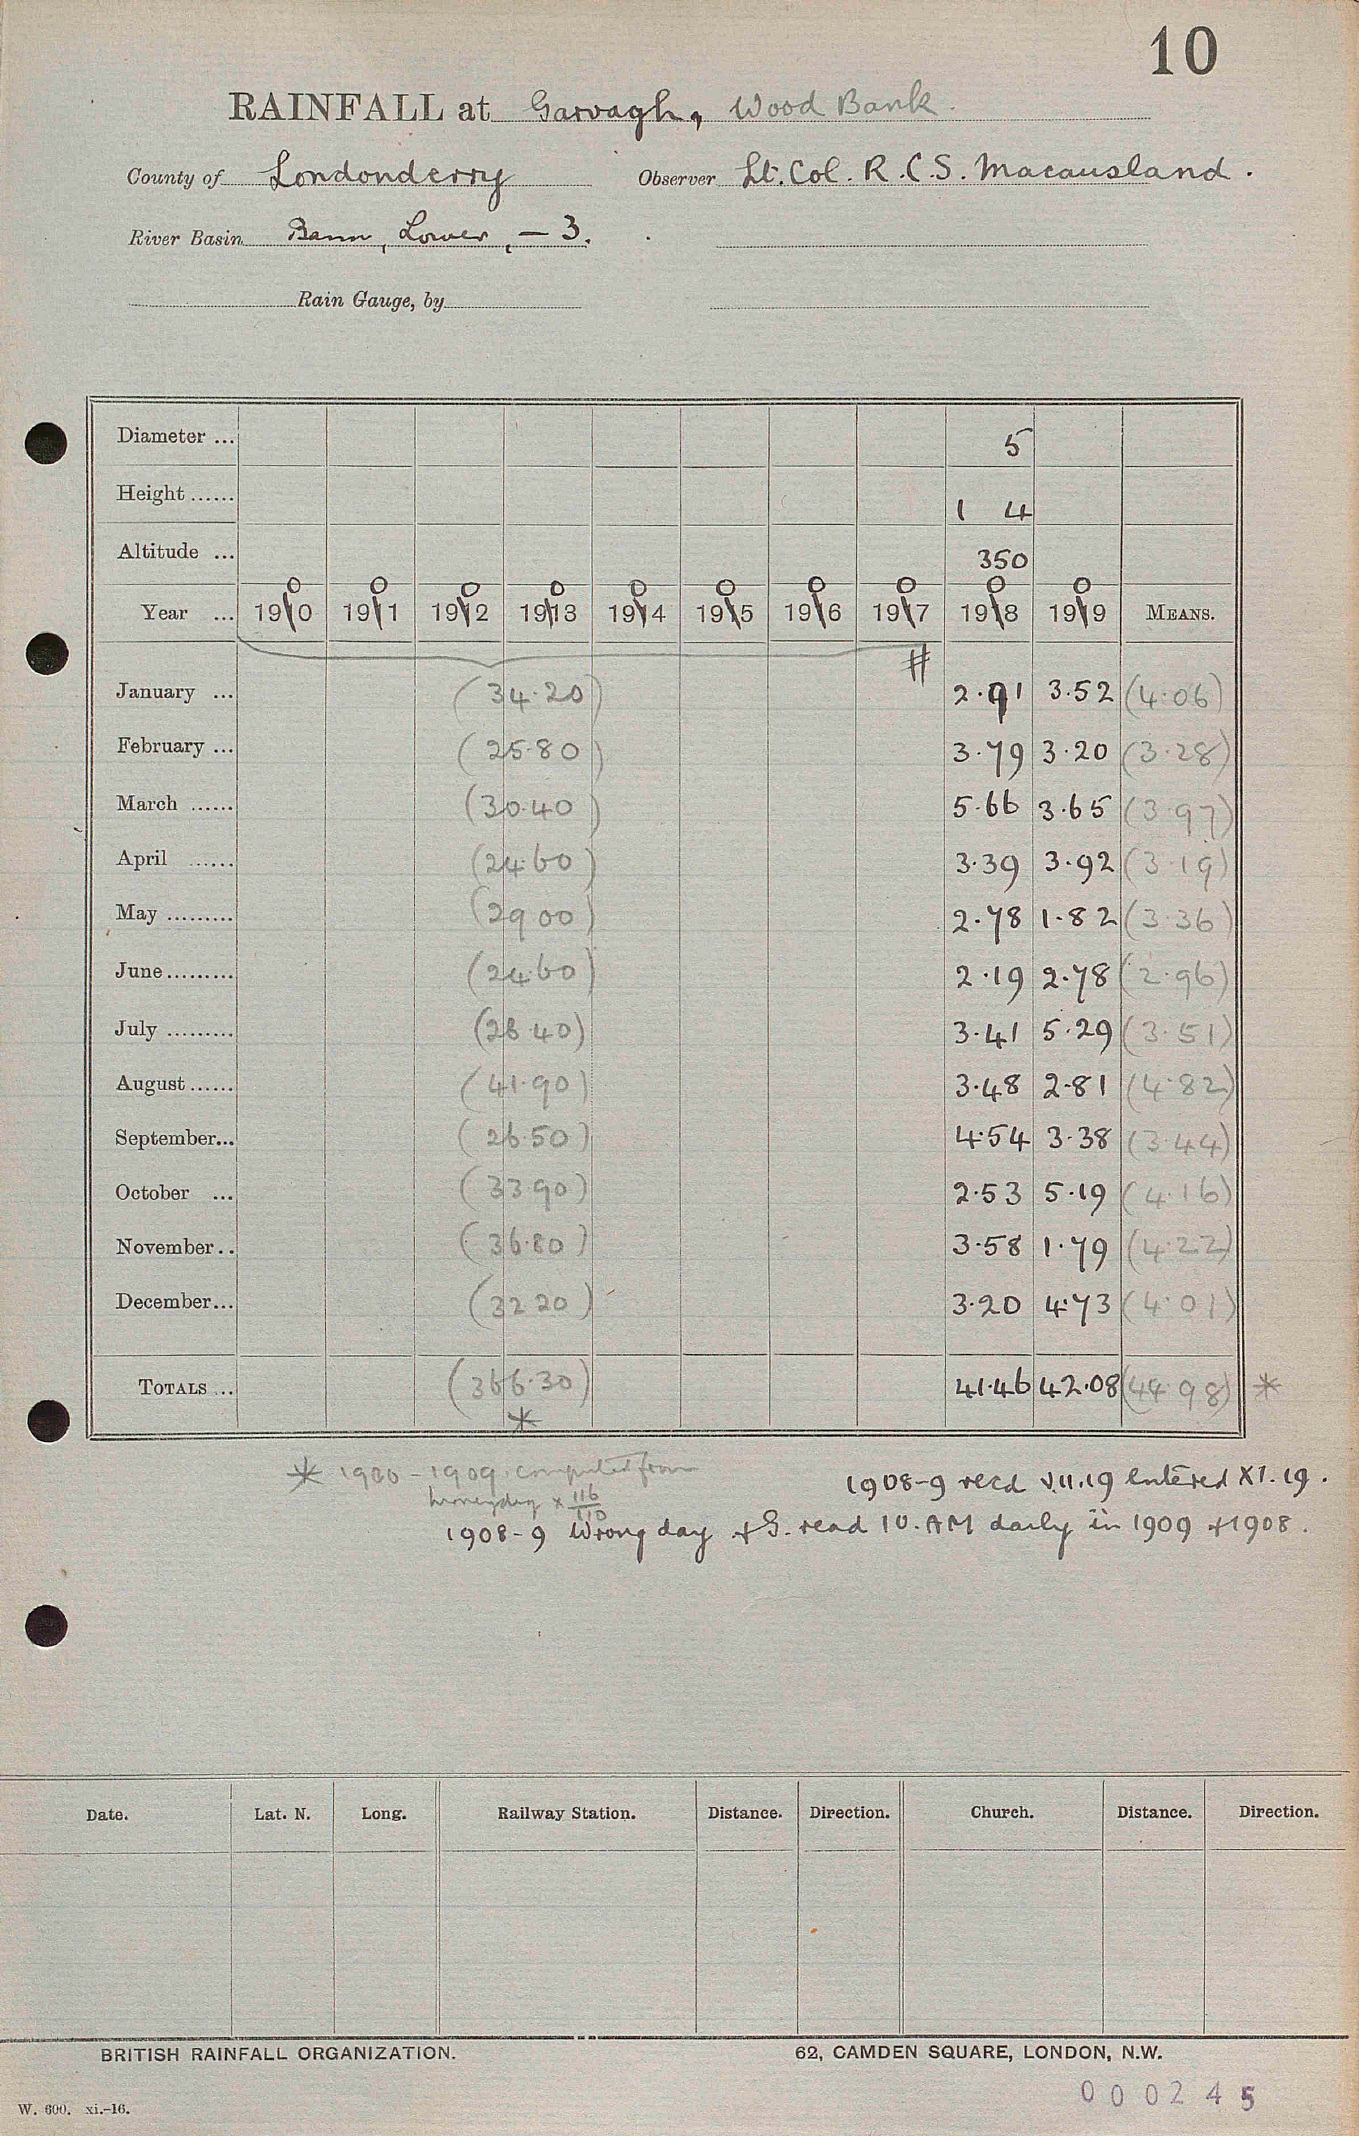 10
RAINFALL at Garvagh, Wood Bank.
County of Londonderry Observer Lt. Col. R.C.S. Macausland.
River Basin Bann, Lower, - 3.
Rain Gauge, by
Diameter ... 5
Height ...... 1 4
Altitude ... 350
Year ... 1900 1901 1902 1903 1904 1905 1906 1907 1908 1909 MEANS.
#
January ... (34.20) 2.91 3.52 (4.06)
February ... (25.80) 3.79 3.20 (3.28)
March ...... (30.40) 5.66 3.65 (3.97)
April ...... (24.60) 3.39 3.92 (3.19)
May ......... (29 00) 2.78 1.82 (3.36)
June ......... (24.60) 2.19 2.78 (2.96)
July ......... (28 40) 3.41 5.29 (3.51)
August ...... (41.90) 3.48 2.81 (4.82)
September... (26.50) 4.54 3.38 (3.44)
October ... (33.90) 2.53 5.19 (4.16)
November.. (36.80) 3.58 1.79 (4.22)
December... (32 20) 3.20 4.73 (4.01)
TOTALS ... (366.30) 41.46 42.08 (44.98) *
*
* 1900 - 1909 computed from
x 116/110
1908-9 recd V.11.19 entered XI.19.
1908-9 Wrong day & G. read 10. AM daily in 1909 & 1908.
Date. Lat. N. Long. Railway Station. Distance. Direction. Church. Distance. Direction.
BRITISH RAINFALL ORGANIZATION. 62, CAMDEN SQUARE, LONDON, N.W.
000245
W. 600. xi.-16.